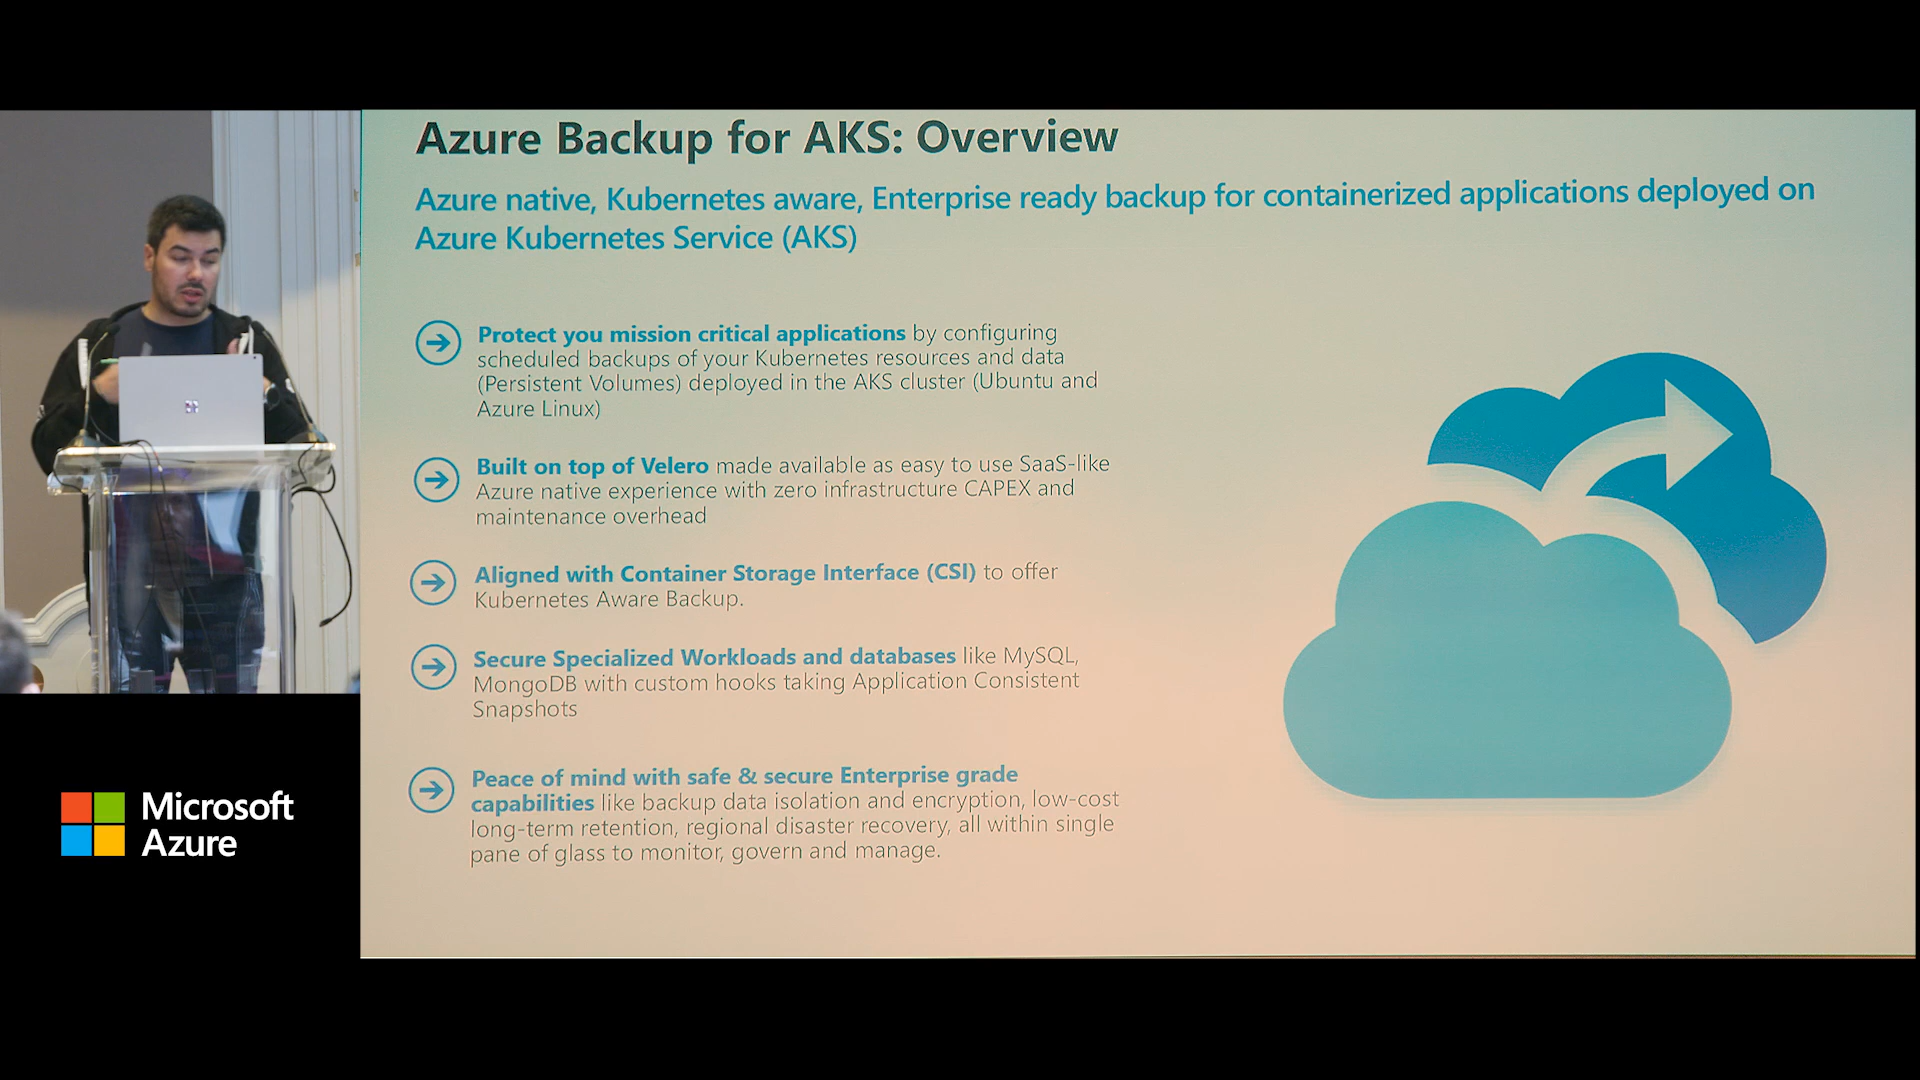 Azure Backup for AKS: Overview
Azure native, Kubernetes aware, Enterprise ready backup for containerized applications deployed on
Azure Kubernetes Service (AKS)
Protect you mission critical applications by configuring
scheduled backups of your Kubernetes resources and data
(Persistent Volumes) deployed in the AKS cluster (Ubuntu and
Azure Linux)
Built on top of Velero made available as easy to use SaaS-like
Azure native experience with zero infrastructure CAPEX and
maintenance overhead
Aligned with Container Storage Interface (CSI) to offer
Kubernetes Aware Backup.
Secure Specialized Workloads and databases like MySQL,
MongoDB with custom hooks taking Application Consistent
Snapshots
Peace of mind with safe & secure Enterprise grade
capabilities like backup data isolation and encryption, low-cost
long-term retention, regional disaster recovery, all within single
pane of glass to monitor, govern and manage.
Microsoft
Azure